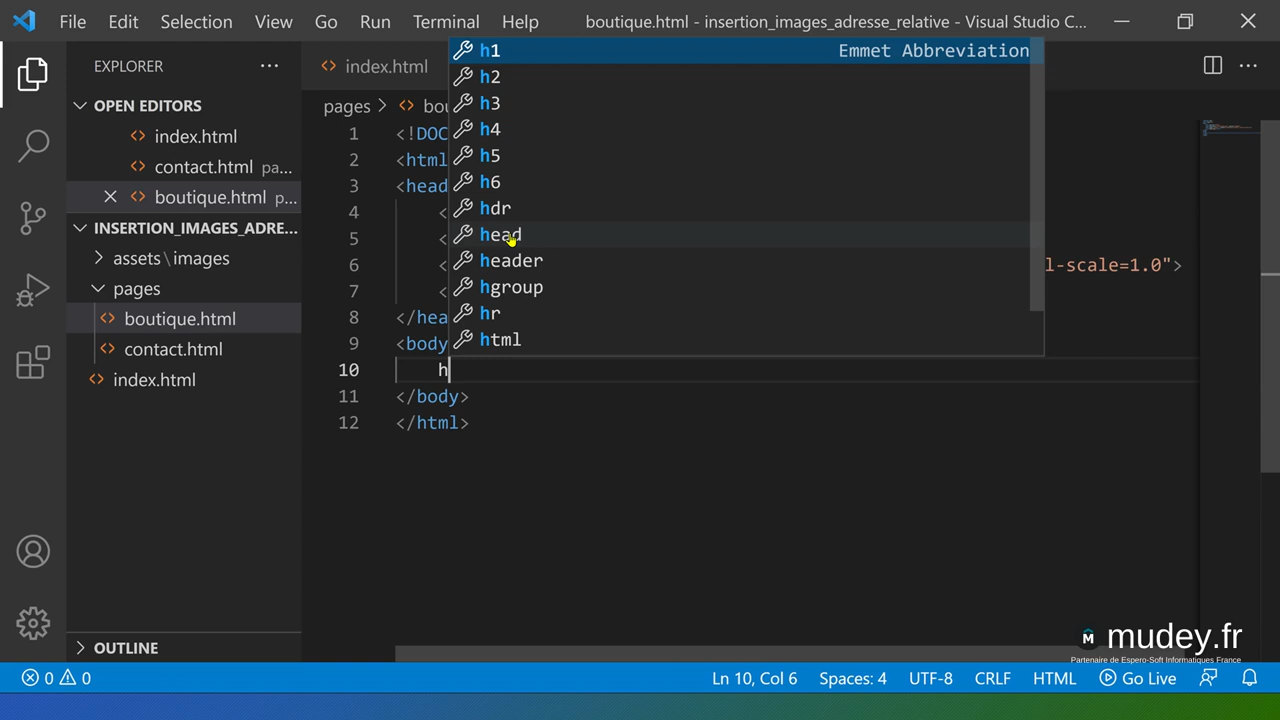 File Edit Selection View Go Run Terminal Help boutique.html - insertion_images_adresse_relative - Visual Studio C...
EXPLORER
OPEN EDITORS
index.html
contact.html pa...
boutique.html p...
INSERTION_IMAGES_ADRE...
assets\images
pages
boutique.html
contact.html
index.html
OUTLINE
index.html
pages > bou
1 <!DOC
2 <html
3 <head
4 <
5 <
6 < l-scale=1.0">
7 <
8 </hea
9 <body
10 h
11 </body>
12 </html>
h1 Emmet Abbreviation
h2
h3
h4
h5
h6
hdr
head
header
hgroup
hr
html
M mudey.fr
Partenaire de Espero-Soft Informatiques France
0 0 Ln 10, Col 6 Spaces: 4 UTF-8 CRLF HTML Go Live